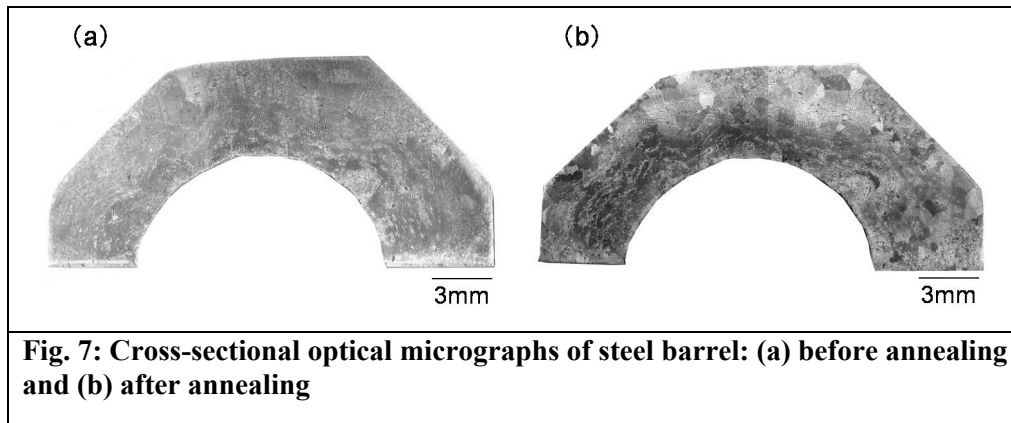 (a)
(b)
3mm
3mm
Fig. 7: Cross-sectional optical micrographs of steel barrel: (a) before annealing
and (b) after annealing